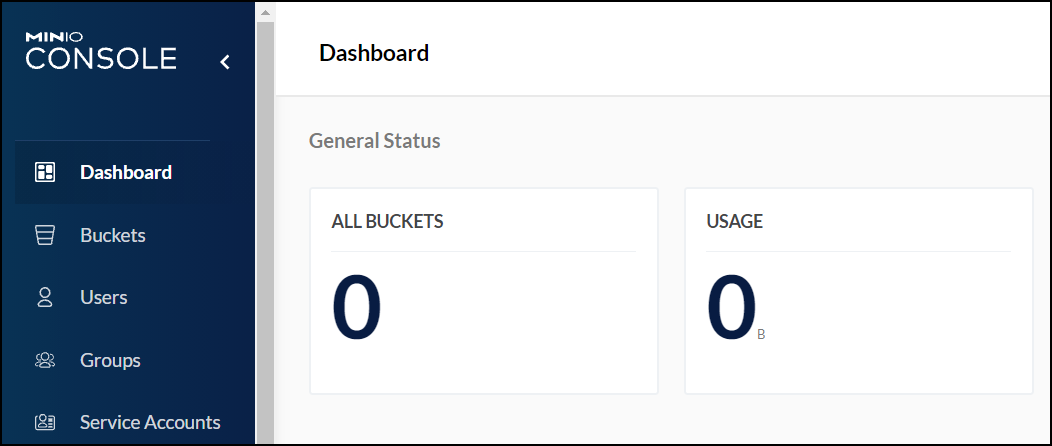 MINIO
CONSOLE
Dashboard
Buckets
Users
Groups
Service Accounts
Dashboard
General Status
ALL BUCKETS
0
USAGE
0 B